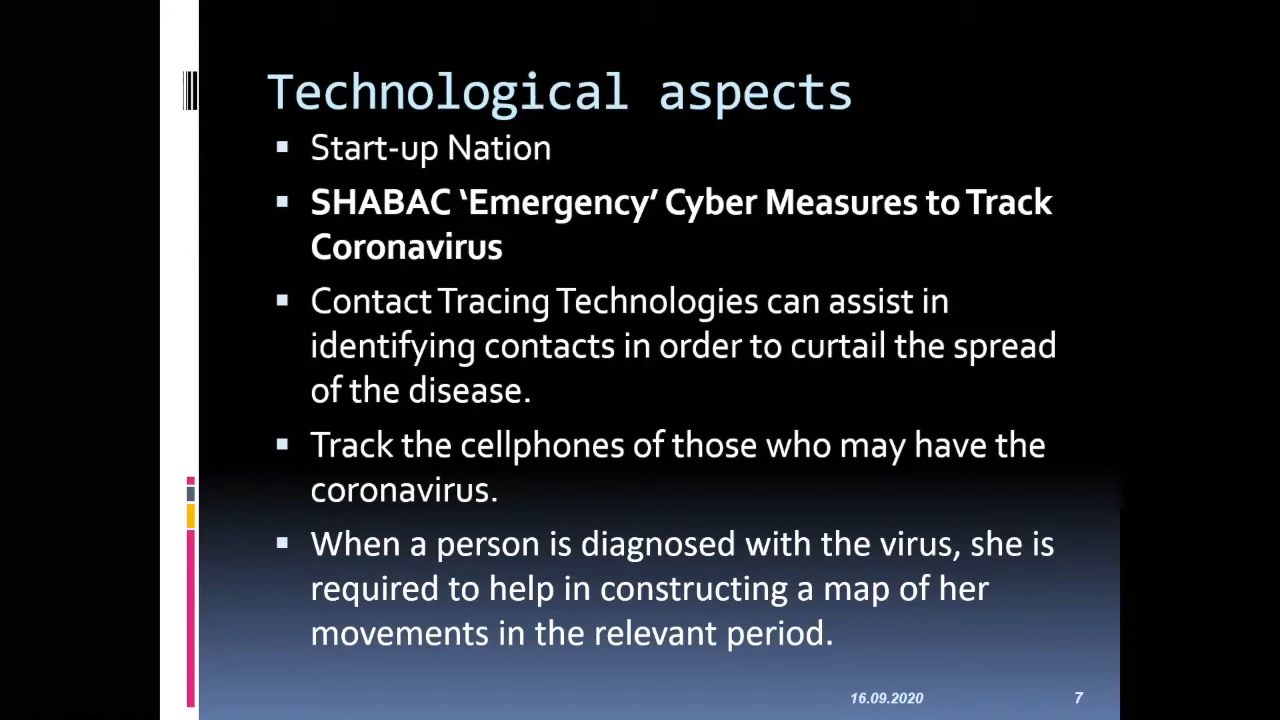 Technological aspects
Start-up Nation
SHABAC ‘Emergency’ Cyber Measures to Track
Coronavirus
Contact Tracing Technologies can assist in
identifying contacts in order to curtail the spread
of the disease.
Track the cellphones of those who may have the
coronavirus.
When a person is diagnosed with the virus, she is
required to help in constructing a map of her
movements in the relevant period.
16.09.2020 7